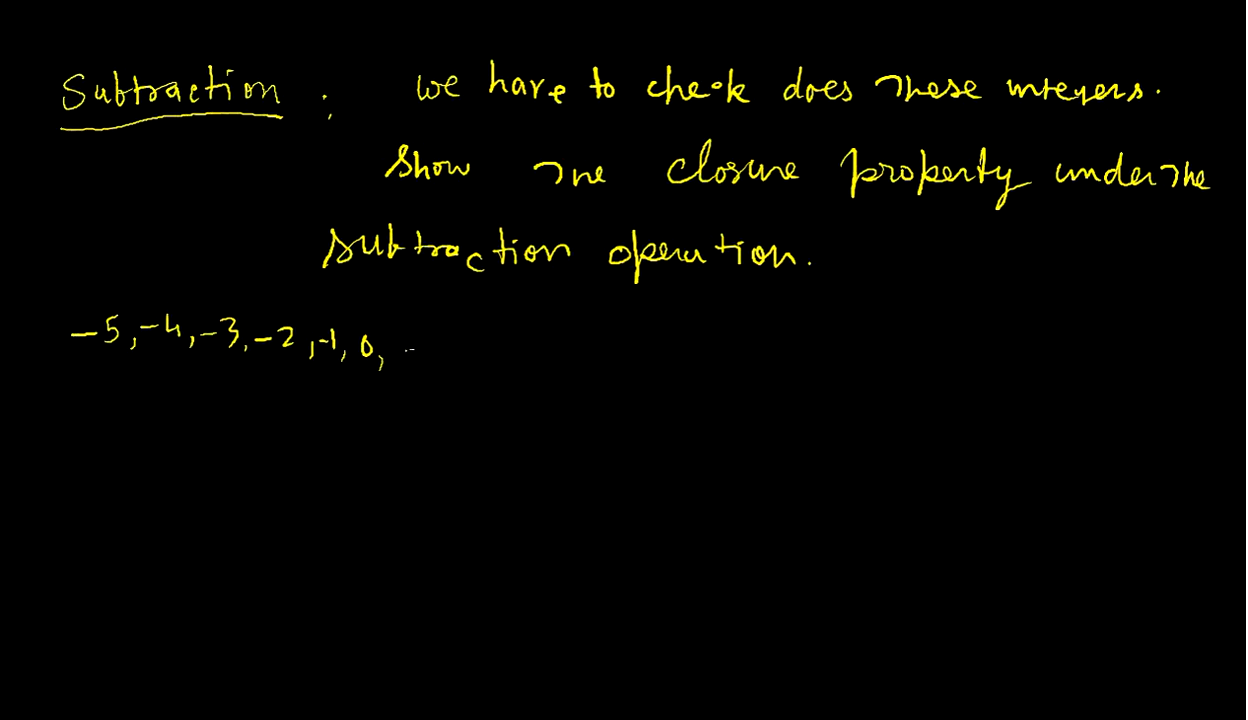 Subtraction : we have to check does these integers.
Show the closure property under the
subtraction operation.
-5, -4, -3, -2, -1, 0,